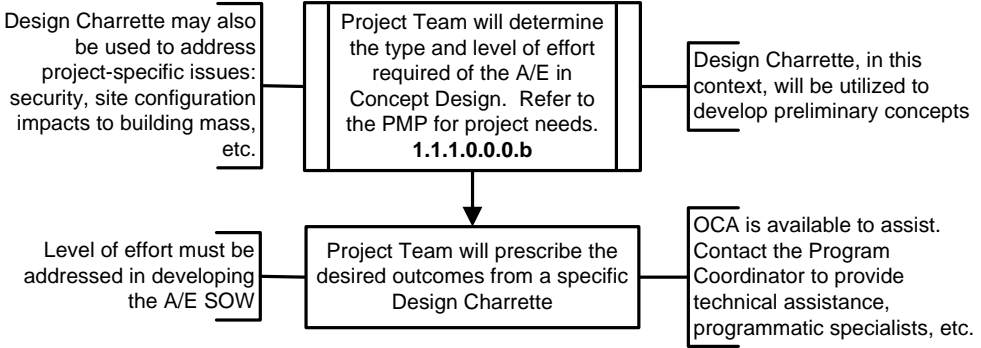 Design Charrette may also
be used to address
project-specific issues:
security, site configuration
impacts to building mass,
etc.
Project Team will determine
the type and level of effort
required of the A/E in
Concept Design.  Refer to
the PMP for project needs.
1.1.1.0.0.0.b
Design Charrette, in this
context, will be utilized to
develop preliminary concepts
Level of effort must be
addressed in developing
the A/E SOW
Project Team will prescribe the
desired outcomes from a specific
Design Charrette
OCA is available to assist.
Contact the Program
Coordinator to provide
technical assistance,
programmatic specialists, etc.